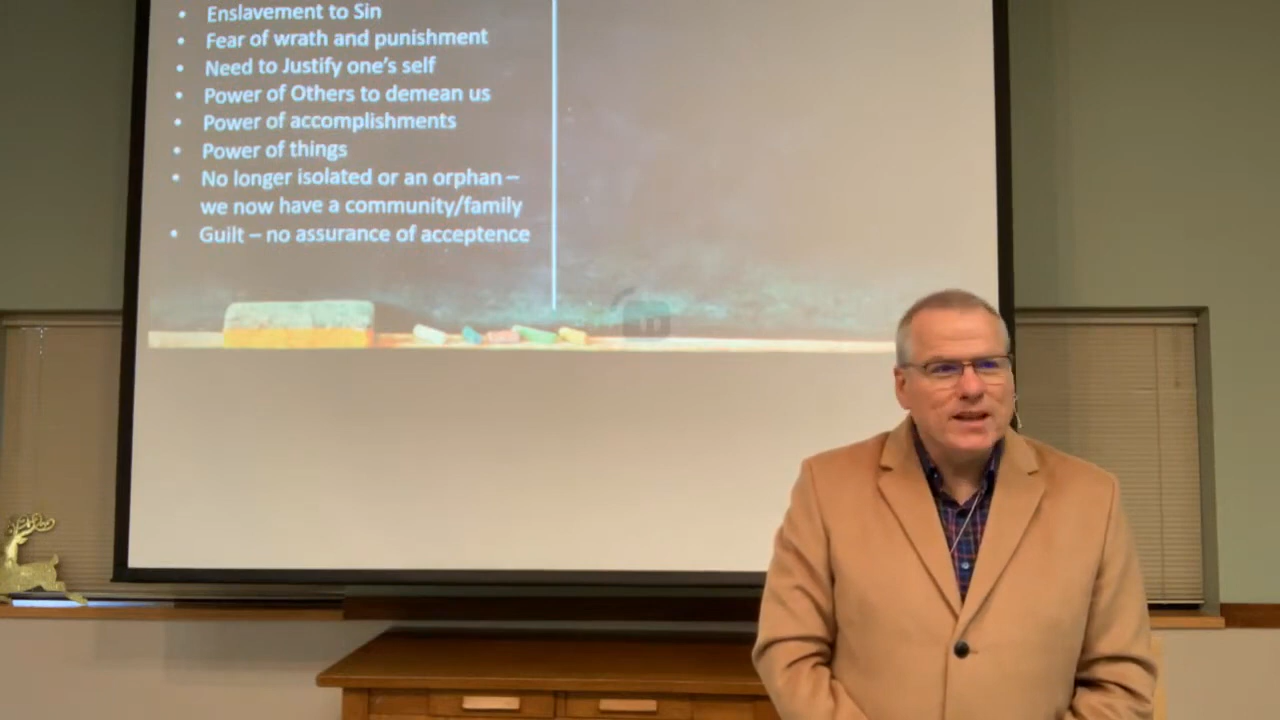 • Enslavement to Sin
• Fear of wrath and punishment
• Need to Justify one's self
• Power of Others to demean us
• Power of accomplishments
• Power of things
• No longer isolated or an orphan –
we now have a community/family
• Guilt – no assurance of acceptence